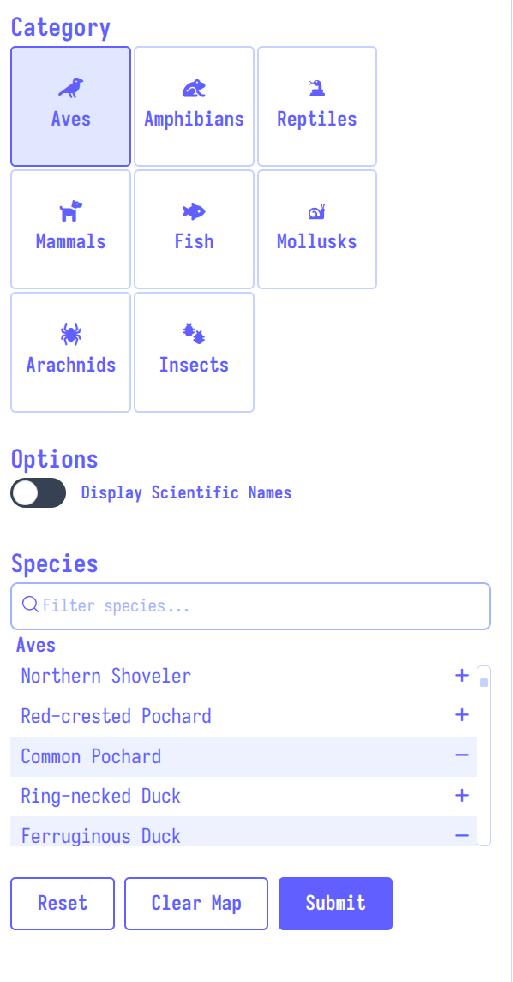 Category
Aves Amphibians Reptiles
Mammals Fish Mollusks
Arachnids Insects
Options
Display Scientific Names
Species
Filter species...
Aves
Northern Shoveler +
Red-crested Pochard +
Common Pochard −
Ring-necked Duck +
Ferruginous Duck −
Reset Clear Map Submit